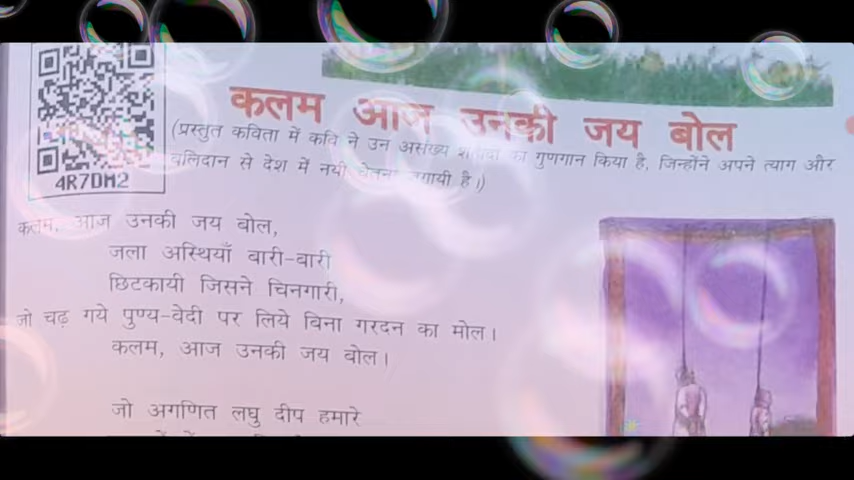 कलम आज उनकी जय बोल
(प्रस्तुत कविता में कवि ने उन असंख्य का गुणगान किया है, जिन्होंने अपने त्याग और
बलिदान से देश में नयी चेतना जगायी है।)
4R7DM2
कलम, आज उनकी जय बोल,
जला अस्थियाँ बारी-बारी
छिटकायी जिसने चिनगारी,
जो चढ़ गये पुण्य-वेदी पर लिये बिना गरदन का मोल।
कलम, आज उनकी जय बोल।
जो अगणित लघु दीप हमारे